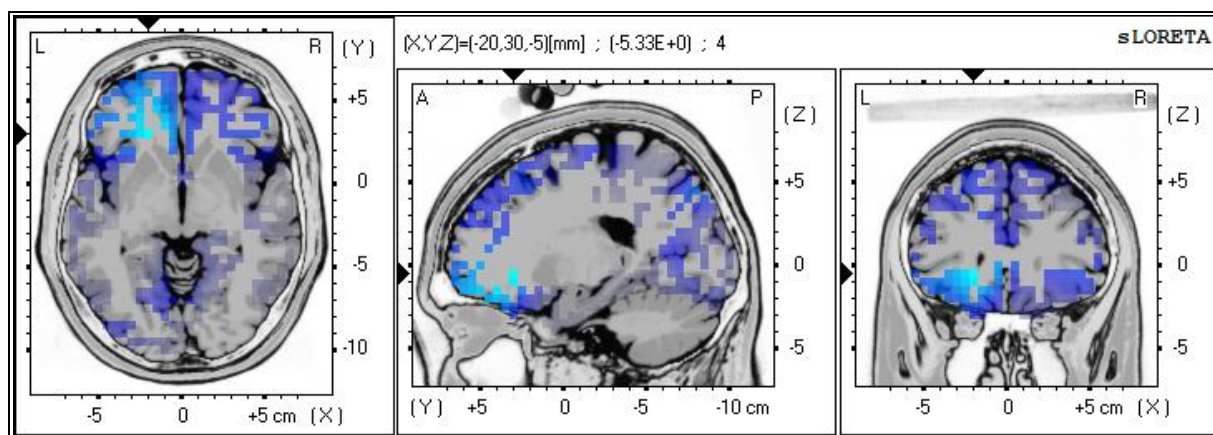 (X,Y,Z)=(-20,30,-5)[mm] ; (-5.33E+0) ; 4
sLORETA
L R (Y)
+5
0
-5
-10
-5 0 +5 cm (X)
A P (Z)
+5
0
-5
(Y) +5 0 -5 -10 cm
L R (Z)
+5
0
-5
-5 0 +5 cm (X)